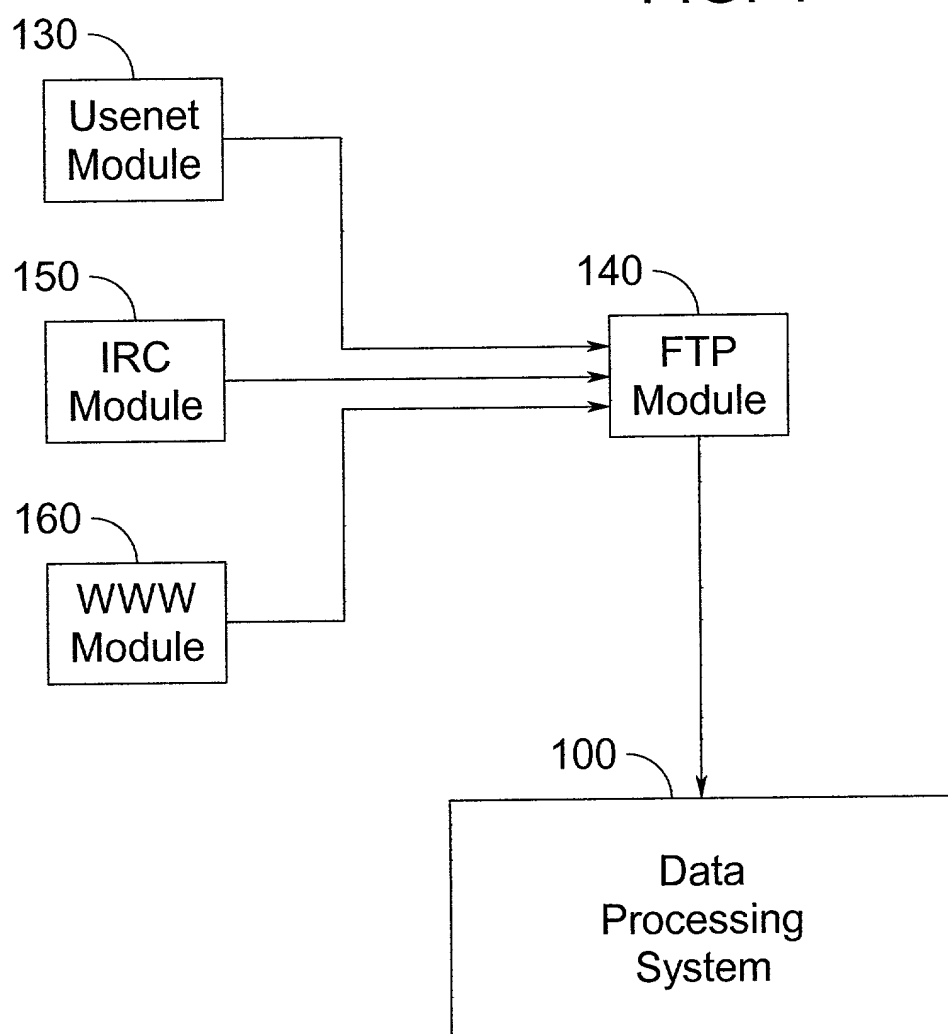 130
Usenet
Module
150
IRC
Module
140
FTP
Module
160
WWW
Module
100
Data
Processing
System